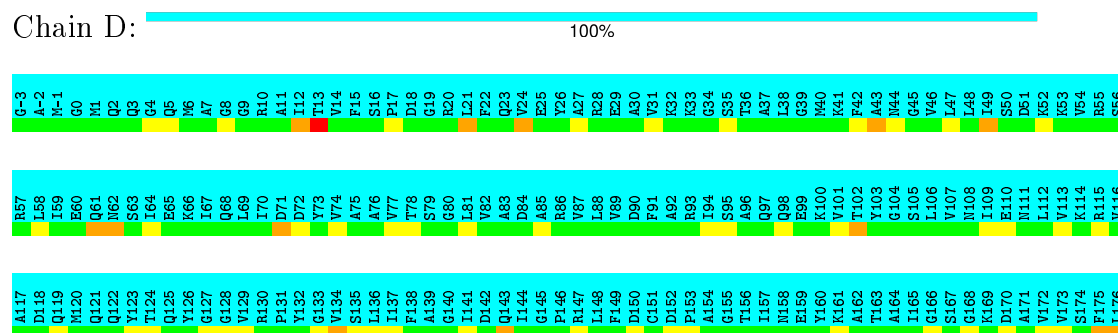 Chain D:
100%
G-3 A-2 M-1 G0 M1 Q2 Q3 G4 Q5 M6 A7 G8 G9 R10 A11 I12 T13 V14 F15 S16 P17 D18 G19 R20 L21 F22 Q23 V24 E25 Y26 A27 R28 E29 A30 V31 K32 K33 G34 S35 T36 A37 L38 G39 M40 K41 F42 A43 N44 G45 V46 L47 L48 I49 S50 D51 K52 K53 V54 R55 S56
R57 L58 I59 E60 Q61 N62 S63 I64 E65 K66 I67 Q68 L69 I70 D71 D72 Y73 V74 A75 A76 V77 T78 S79 G80 L81 V82 A83 D84 A85 R86 V87 L88 V89 D90 F91 A92 R93 I94 S95 A96 Q97 Q98 E99 K100 V101 T102 Y103 G104 S105 L106 V107 N108 I109 E110 N111 L112 V113 K114 R115
A117 D118 Q119 M120 Q121 Q122 Y123 T124 Q125 Y126 G127 G128 V129 R130 P131 Y132 G133 V134 S135 L136 I137 F138 A139 G140 I141 D142 Q143 I144 G145 P146 R147 L148 F149 D150 C151 D152 P153 A154 G155 T156 I157 N158 E159 Y160 K161 A162 T163 A164 I165 G166 S167 G168 K169 D170 A171 V172 V173 S174 F175